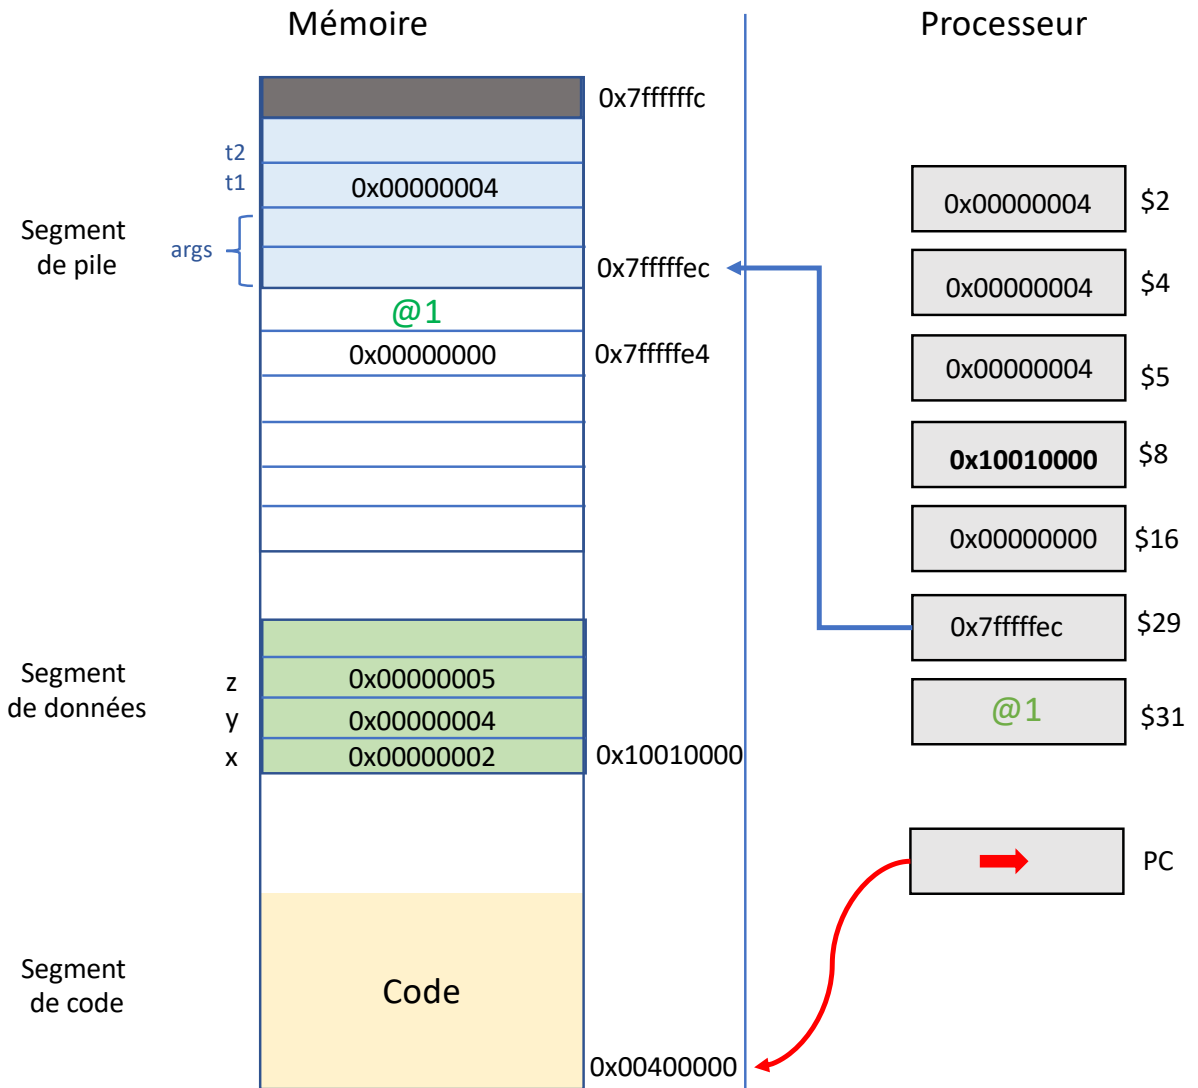 Mémoire
Processeur
0x7ffffffc
t2
t1
0x00000004
Segment
de pile
args
0x7fffffec
@1
0x00000000
0x7fffffe4
0x00000004
$2
0x00000004
$4
0x00000004
$5
0x10010000
$8
0x00000000
$16
0x7fffffec
$29
@1
$31
Segment
de données
z
0x00000005
y
0x00000004
x
0x00000002
0x10010000
PC
Segment
de code
Code
0x00400000